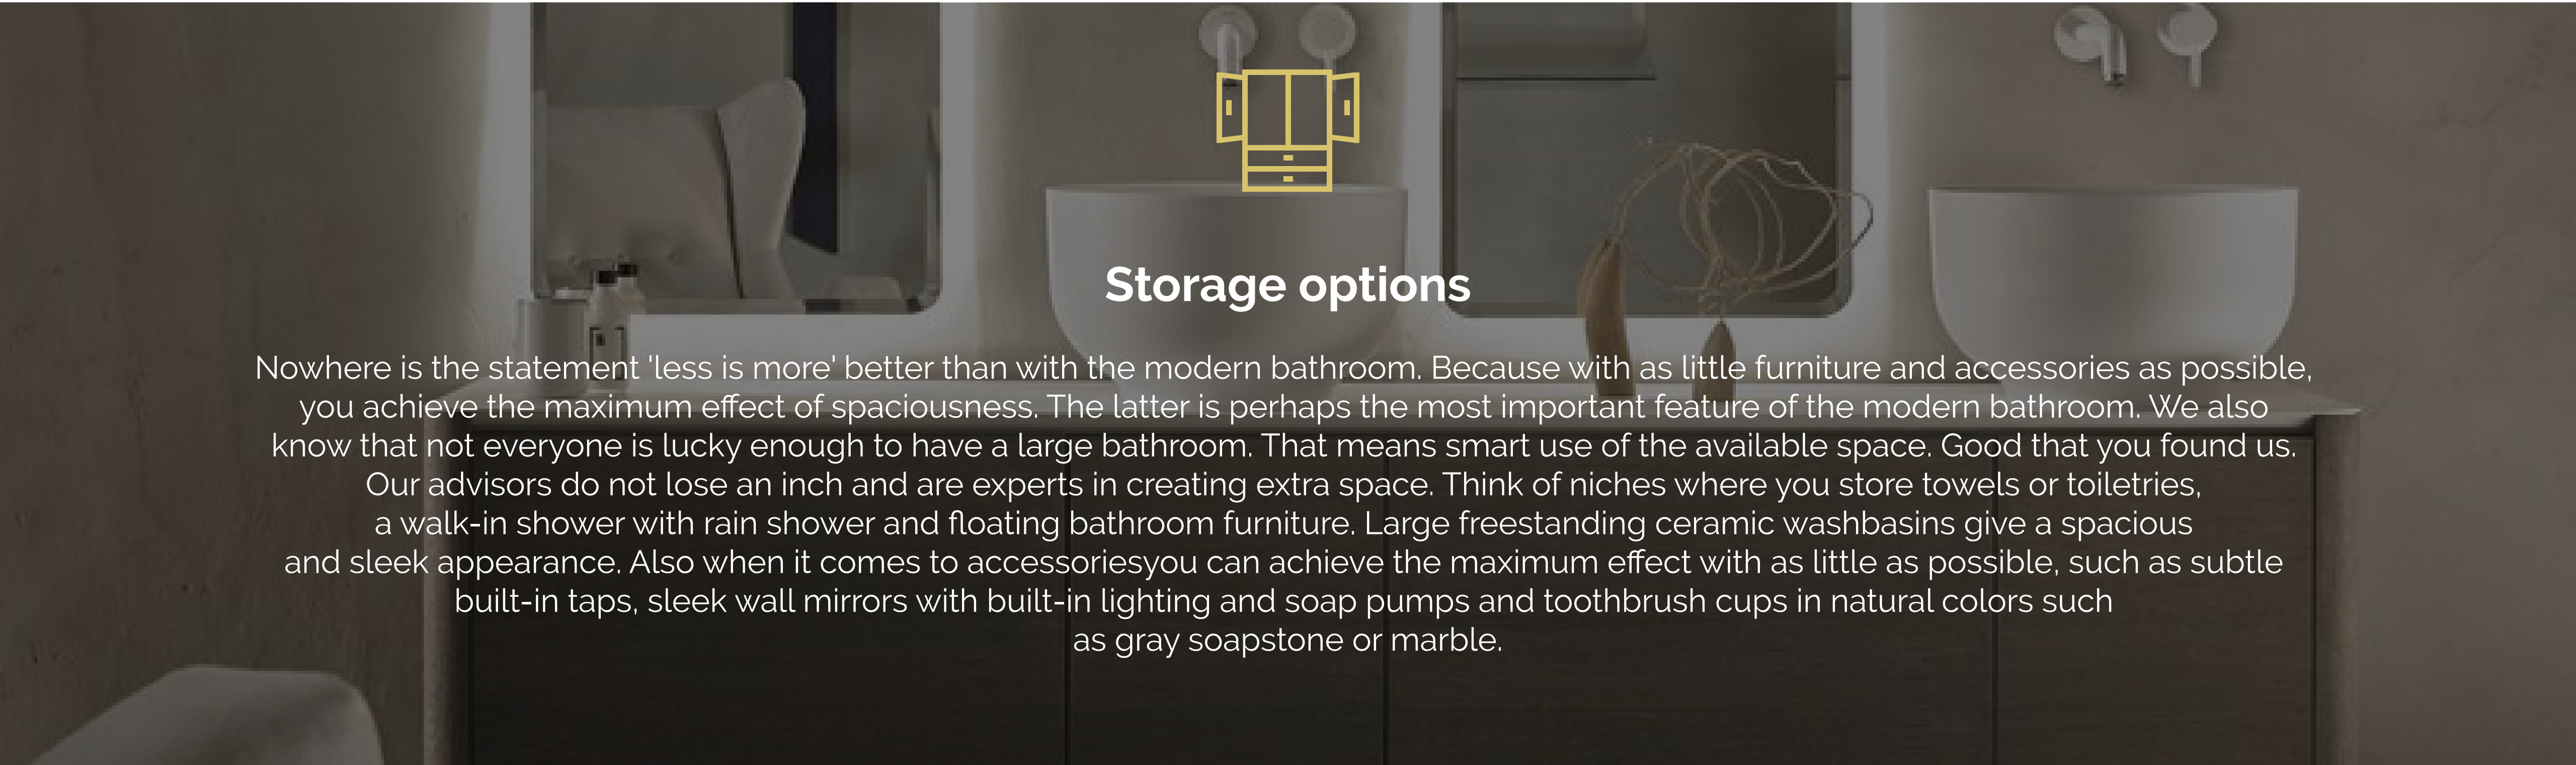 Storage options
Nowhere is the statement 'less is more' better than with the modern bathroom. Because with as little furniture and accessories as possible,
you achieve the maximum effect of spaciousness. The latter is perhaps the most important feature of the modern bathroom. We also
know that not everyone is lucky enough to have a large bathroom. That means smart use of the available space. Good that you found us.
Our advisors do not lose an inch and are experts in creating extra space. Think of niches where you store towels or toiletries,
a walk-in shower with rain shower and floating bathroom furniture. Large freestanding ceramic washbasins give a spacious
and sleek appearance. Also when it comes to accessoriesyou can achieve the maximum effect with as little as possible, such as subtle
built-in taps, sleek wall mirrors with built-in lighting and soap pumps and toothbrush cups in natural colors such
as gray soapstone or marble.